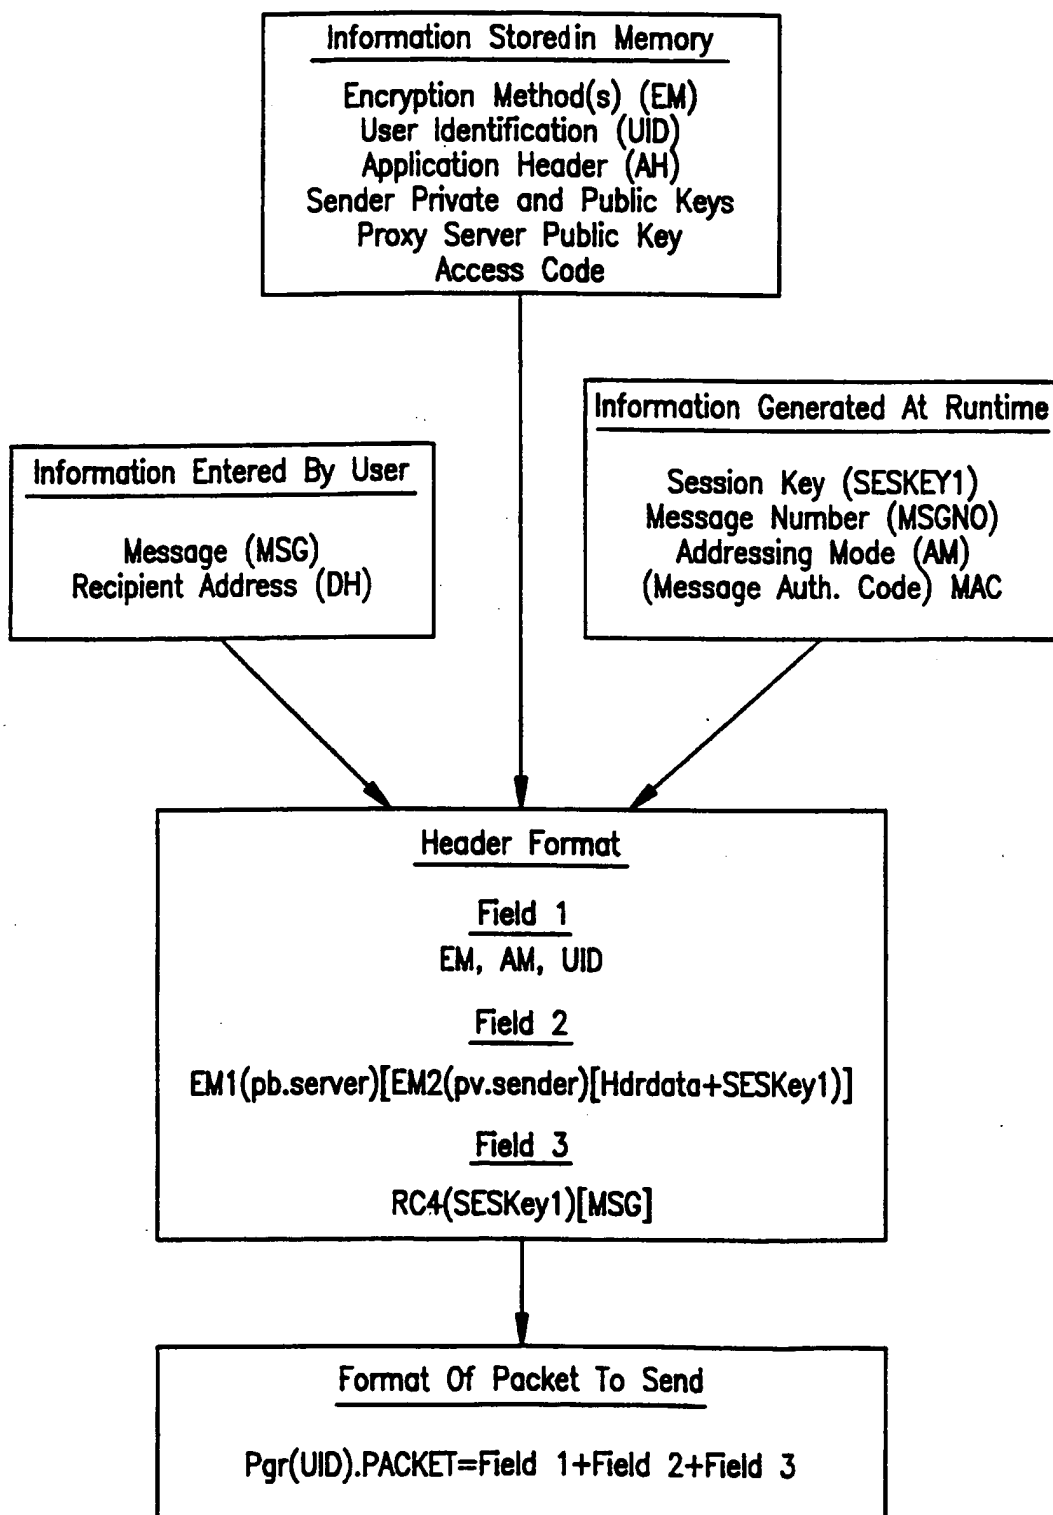 Information Storedin Memory
Encryption Method(s) (EM)
User Identification (UID)
Application Header (AH)
Sender Private and Public Keys
Proxy Server Public Key
Access Code
Information Entered By User
Message (MSG)
Recipient Address (DH)
Information Generated At Runtime
Session Key (SESKEY1)
Message Number (MSGNO)
Addressing Mode (AM)
(Message Auth. Code) MAC
Header Format
Field 1
EM, AM, UID
Field 2
EM1(pb.server)[EM2(pv.sender)[Hdrdata+SESKey1)]
Field 3
RC4(SESKey1)[MSG]
Format Of Packet To Send
Pgr(UID).PACKET=Field 1+Field 2+Field 3